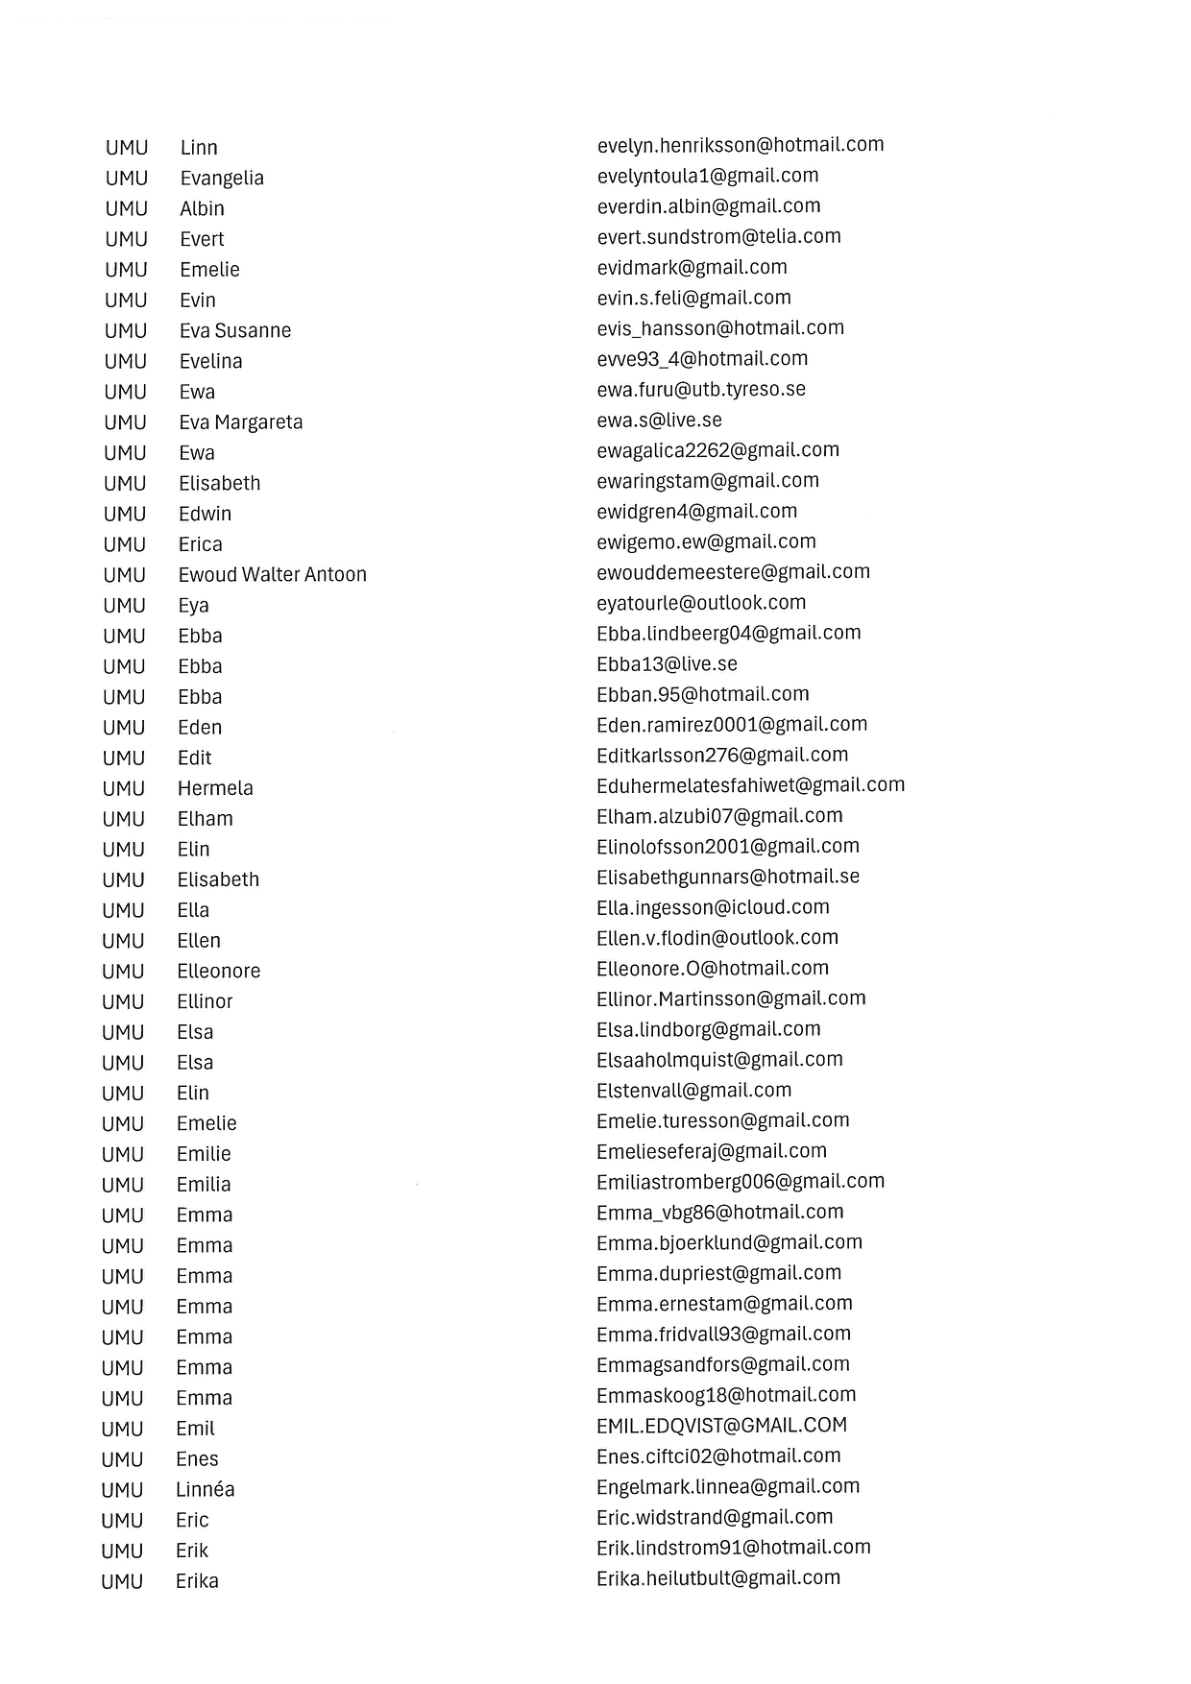 UMU Linn evelyn.henriksson@hotmail.com
UMU Evangelia evelyntoula1@gmail.com
UMU Albin everdin.albin@gmail.com
UMU Evert evert.sundstrom@telia.com
UMU Emelie evidmark@gmail.com
UMU Evin evin.s.feli@gmail.com
UMU Eva Susanne evis_hansson@hotmail.com
UMU Evelina evve93_4@hotmail.com
UMU Ewa ewa.furu@utb.tyreso.se
UMU Eva Margareta ewa.s@live.se
UMU Ewa ewagalica2262@gmail.com
UMU Elisabeth ewaringstam@gmail.com
UMU Edwin ewidgren4@gmail.com
UMU Erica ewigemo.ew@gmail.com
UMU Ewoud Walter Antoon ewouddemeestere@gmail.com
UMU Eya eyatourle@outlook.com
UMU Ebba Ebba.lindbeerg04@gmail.com
UMU Ebba Ebba13@live.se
UMU Ebba Ebban.95@hotmail.com
UMU Eden Eden.ramirez0001@gmail.com
UMU Edit Editkarlsson276@gmail.com
UMU Hermela Eduhermelatesfahiwet@gmail.com
UMU Elham Elham.alzubi07@gmail.com
UMU Elin Elinolofsson2001@gmail.com
UMU Elisabeth Elisabethgunnars@hotmail.se
UMU Ella Ella.ingesson@icloud.com
UMU Ellen Ellen.v.flodin@outlook.com
UMU Elleonore Elleonore.O@hotmail.com
UMU Ellinor Ellinor.Martinsson@gmail.com
UMU Elsa Elsa.lindborg@gmail.com
UMU Elsa Elsaaholmquist@gmail.com
UMU Elin Elstenvall@gmail.com
UMU Emelie Emelie.turesson@gmail.com
UMU Emilie Emelieseferaj@gmail.com
UMU Emilia Emiliastromberg006@gmail.com
UMU Emma Emma_vbg86@hotmail.com
UMU Emma Emma.bjoerklund@gmail.com
UMU Emma Emma.dupriest@gmail.com
UMU Emma Emma.ernestam@gmail.com
UMU Emma Emma.fridvall93@gmail.com
UMU Emma Emmagsandfors@gmail.com
UMU Emma Emmaskoog18@hotmail.com
UMU Emil EMIL.EDQVIST@GMAIL.COM
UMU Enes Enes.ciftci02@hotmail.com
UMU Linnéa Engelmark.linnea@gmail.com
UMU Eric Eric.widstrand@gmail.com
UMU Erik Erik.lindstrom91@hotmail.com
UMU Erika Erika.heilutbult@gmail.com